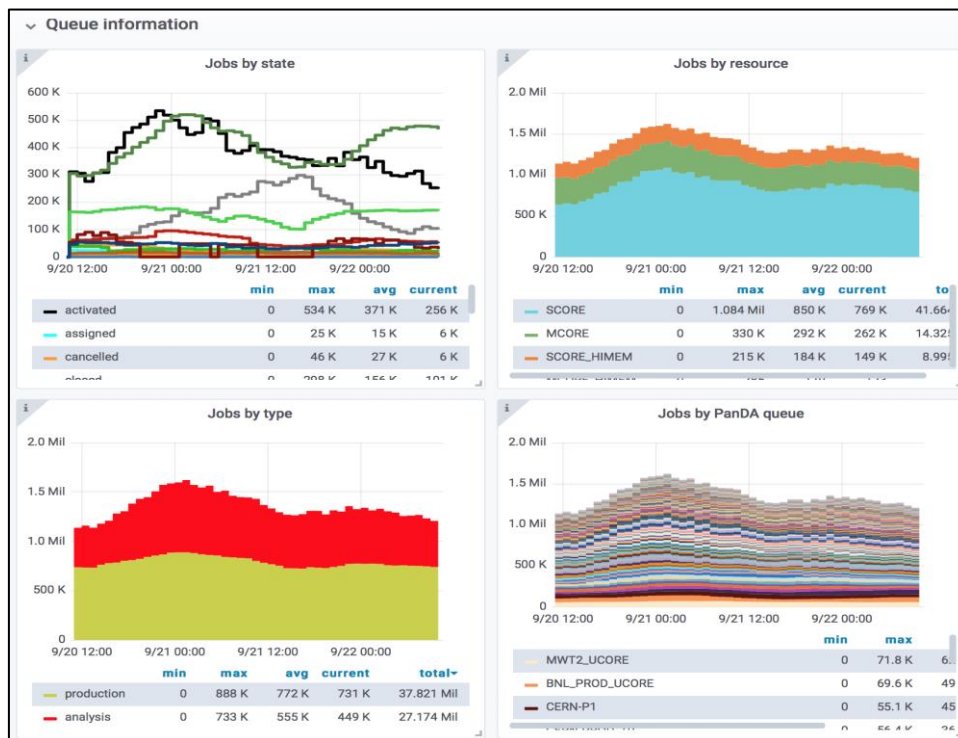 Queue information
i
Jobs by state
600 K
500 K
400 K
300 K
200 K
100 K
0
9/20 12:00 9/21 00:00 9/21 12:00 9/22 00:00
min max avg current
activated 0 534 K 371 K 256 K
assigned 0 25 K 15 K 6 K
cancelled 0 46 K 27 K 6 K
i
Jobs by resource
2.0 Mil
1.5 Mil
1.0 Mil
500 K
0
9/20 12:00 9/21 00:00 9/21 12:00 9/22 00:00
min max avg current to
SCORE 0 1.084 Mil 850 K 769 K 41.664
MCORE 0 330 K 292 K 262 K 14.325
SCORE_HIMEM 0 215 K 184 K 149 K 8.995
i
Jobs by type
2.0 Mil
1.5 Mil
1.0 Mil
500 K
0
9/20 12:00 9/21 00:00 9/21 12:00 9/22 00:00
min max avg current total
production 0 888 K 772 K 731 K 37.821 Mil
analysis 0 733 K 555 K 449 K 27.174 Mil
i
Jobs by PanDA queue
2.0 Mil
1.5 Mil
1.0 Mil
500 K
0
9/20 12:00 9/21 00:00 9/21 12:00 9/22 00:00
min max
MWT2_UCORE 0 71.8 K
BNL_PROD_UCORE 0 69.6 K 49
CERN-P1 0 55.1 K 45